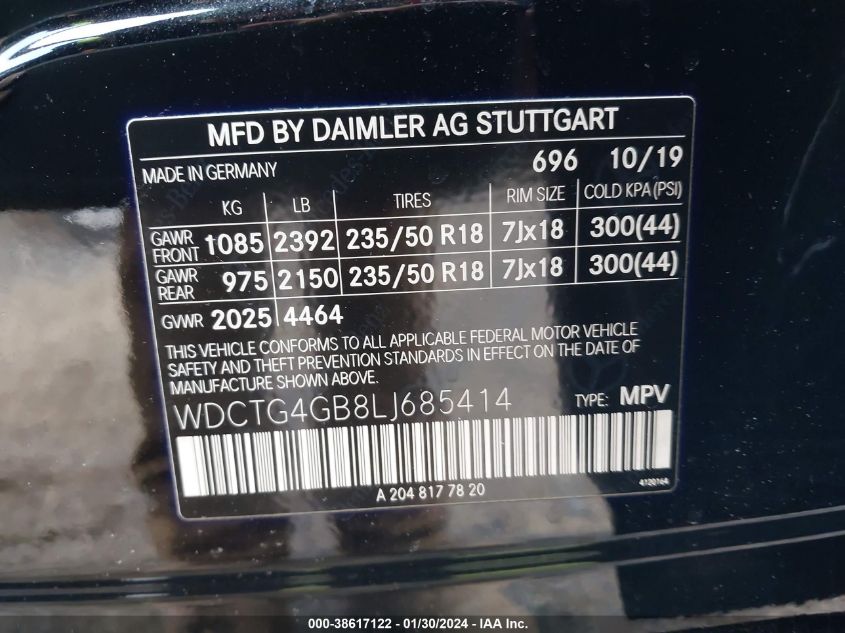 MFD BY DAIMLER AG STUTTGART
MADE IN GERMANY 696 10/19
KG LB TIRES RIM SIZE COLD KPA(PSI)
GAWR FRONT 1085 2392 235/50 R18 7Jx18 300(44)
GAWR REAR 975 2150 235/50 R18 7Jx18 300(44)
GVWR 2025 4464
THIS VEHICLE CONFORMS TO ALL APPLICABLE FEDERAL MOTOR VEHICLE
SAFETY AND THEFT PREVENTION STANDARDS IN EFFECT ON THE DATE OF
MANUFACTURE SHOWN ABOVE.
WDCTG4GB8LJ685414 TYPE: MPV
A 204 817 78 20
4120164
000-38617122 - 01/30/2024 - IAA Inc.